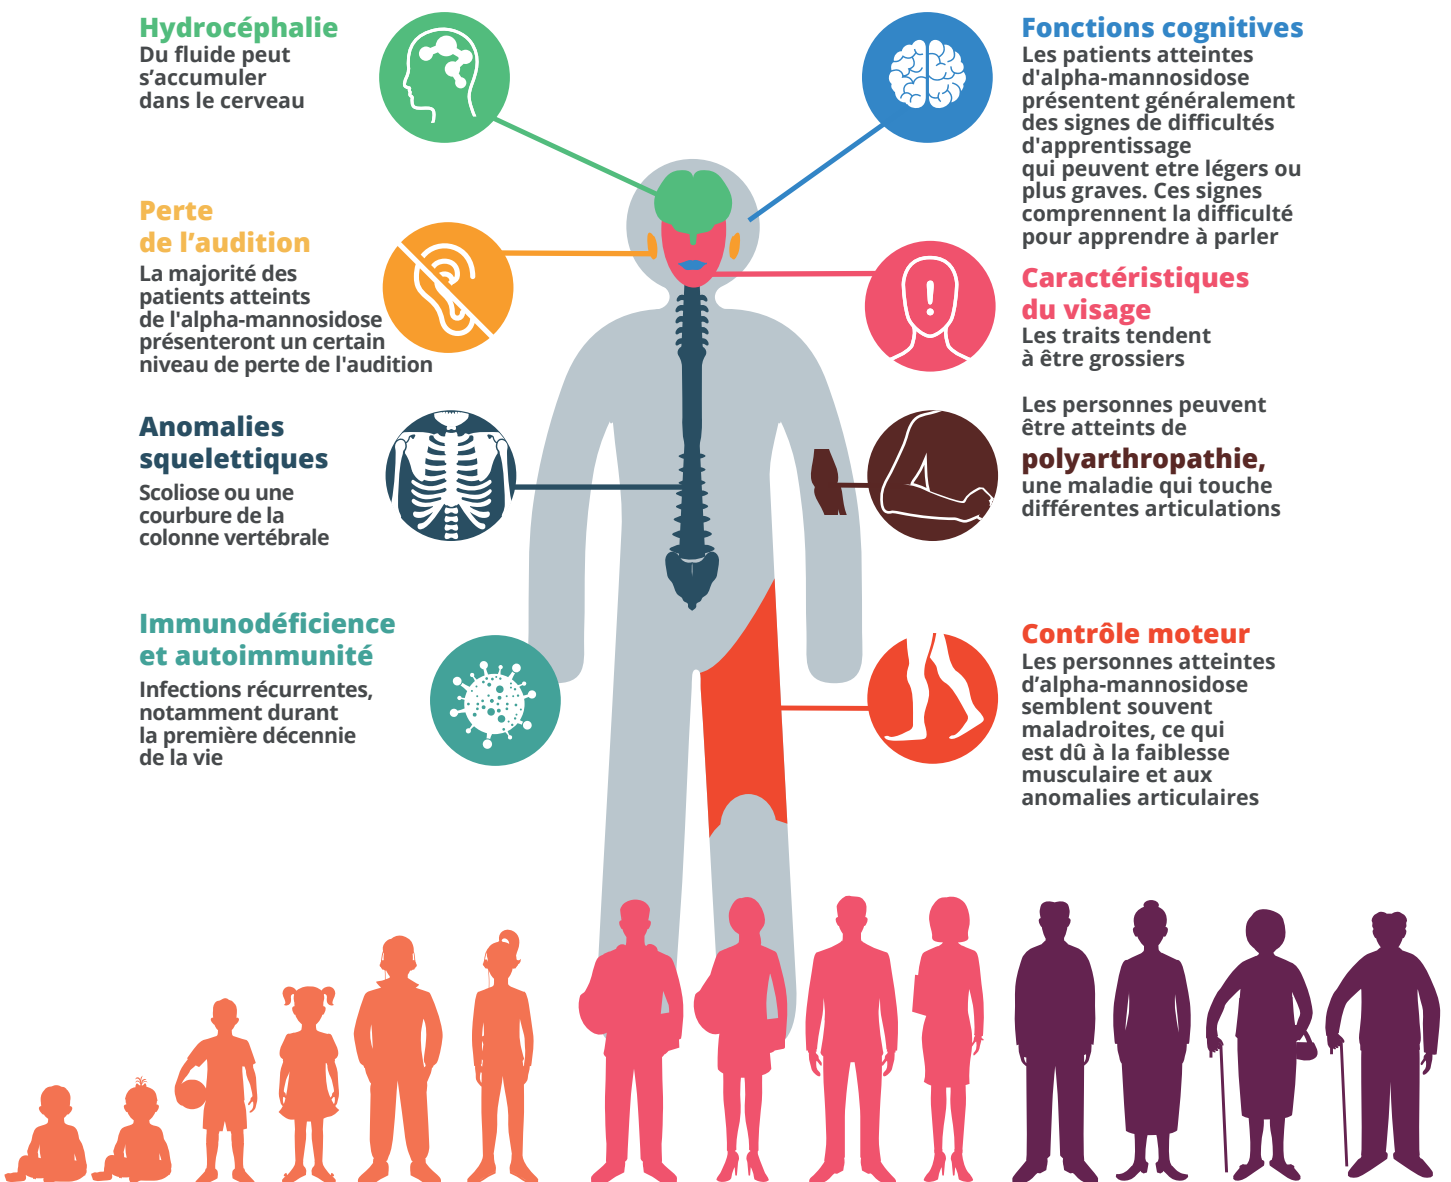 Hydrocéphalie
Du fluide peut
s’accumuler
dans le cerveau
Perte
de l’audition
La majorité des
patients atteints
de l'alpha-mannosidose
présenteront un certain
niveau de perte de l'audition
Anomalies
squelettiques
Scoliose ou une
courbure de la
colonne vertébrale
Immunodéficience
et autoimmunité
Infections récurrentes,
notamment durant
la première décennie
de la vie
Fonctions cognitives
Les patients atteintes
d'alpha-mannosidose
présentent généralement
des signes de difficultés
d'apprentissage
qui peuvent etre légers ou
plus graves. Ces signes
comprennent la difficulté
pour apprendre à parler
Caractéristiques
du visage
Les traits tendent
à être grossiers
Les personnes peuvent
être atteints de
polyarthropathie,
une maladie qui touche
différentes articulations
Contrôle moteur
Les personnes atteintes
d’alpha-mannosidose
semblent souvent
maladroites, ce qui
est dû à la faiblesse
musculaire et aux
anomalies articulaires